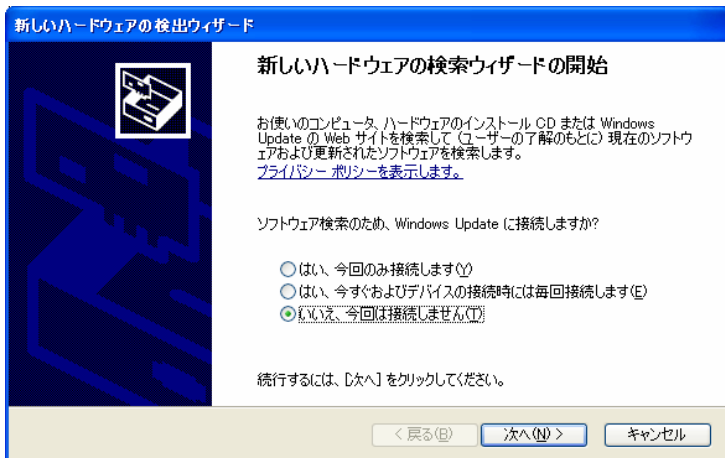 新しいハードウェアの検出ウィザード
新しいハードウェアの検索ウィザードの開始
お使いのコンピュータ、ハードウェアのインストール CD または Windows
Update の Web サイトを検索して (ユーザーの了解のもとに) 現在のソフトウ
ェアおよび更新されたソフトウェアを検索します。
プライバシー ポリシーを表示します。
ソフトウェア検索のため、Windows Update に接続しますか?
はい、今回のみ接続します(Y)
はい、今すぐおよびデバイスの接続時には毎回接続します(E)
いいえ、今回は接続しません(T)
続行するには、[次へ] をクリックしてください。
< 戻る(B) 次へ(N) > キャンセル